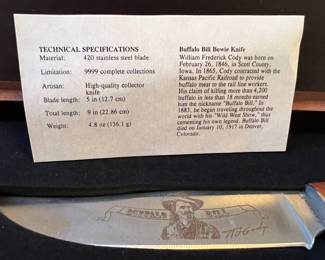 TECHNICAL SPECIFICATIONS
Material: 420 stainless steel blade
Limitation: 9999 complete collections
Artisan: High-quality collector
knife
Blade length: 5 in (12.7 cm)
Total length: 9 in (22.86 cm)
Weight: 4.8 oz (136.1 g)
Buffalo Bill Bowie Knife
William Frederick Cody was born on
February 26, 1846, in Scott County,
Iowa. In 1865, Cody contracted with the
Kansas Pacific Railroad to provide
buffalo meat to the rail line workers.
His claim of killing more than 4,200
buffalo in less than 18 months earned
him the nickname "Buffalo Bill." In
1883, he began traveling throughout the
world with his "Wild West Show," thus
cementing his own legend. Buffalo Bill
died on January 10, 1917 in Denver,
Colorado.
BUFFALO BILL